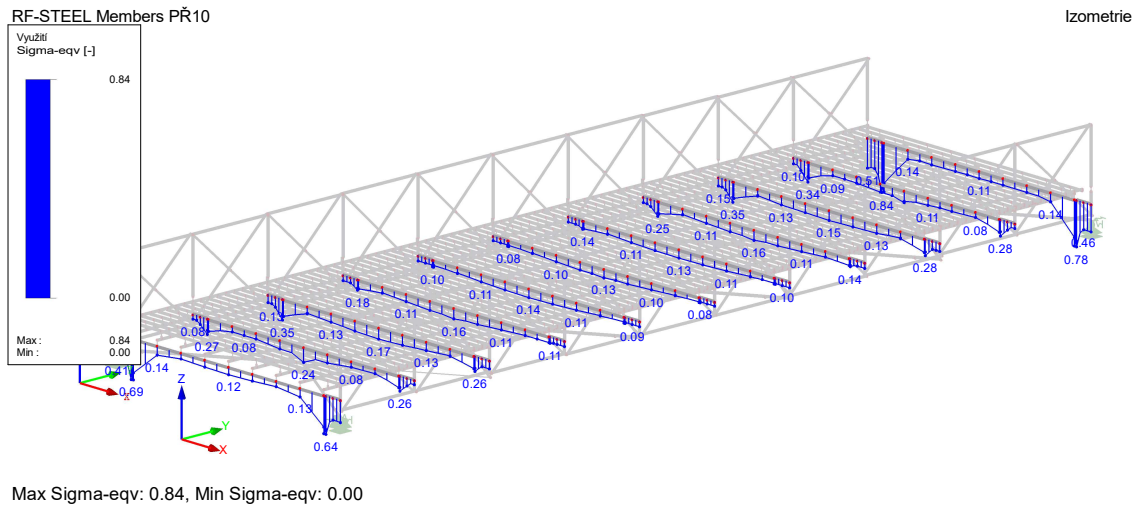 RF-STEEL Members PŘ10
Izometrie
Využití
Sigma-eqv [-]
0.84
0.00
Max : 0.84
Min : 0.00
0.10 0.34 0.09 0.51 0.84 0.14 0.11 0.14 0.46 0.78
0.11 0.08 0.28
0.15 0.35 0.13 0.15 0.13 0.28
0.25 0.11 0.16 0.11 0.14
0.14 0.11 0.13 0.11 0.10
0.08 0.10 0.13 0.10 0.08
0.10 0.11 0.14 0.11 0.09
0.18 0.11 0.16 0.11 0.11
0.35 0.13 0.17 0.13 0.26
0.08 0.27 0.08 0.24 0.08 0.26
0.41 0.69 0.14 0.12 0.13 0.64
Z
Y
X
Max Sigma-eqv: 0.84, Min Sigma-eqv: 0.00